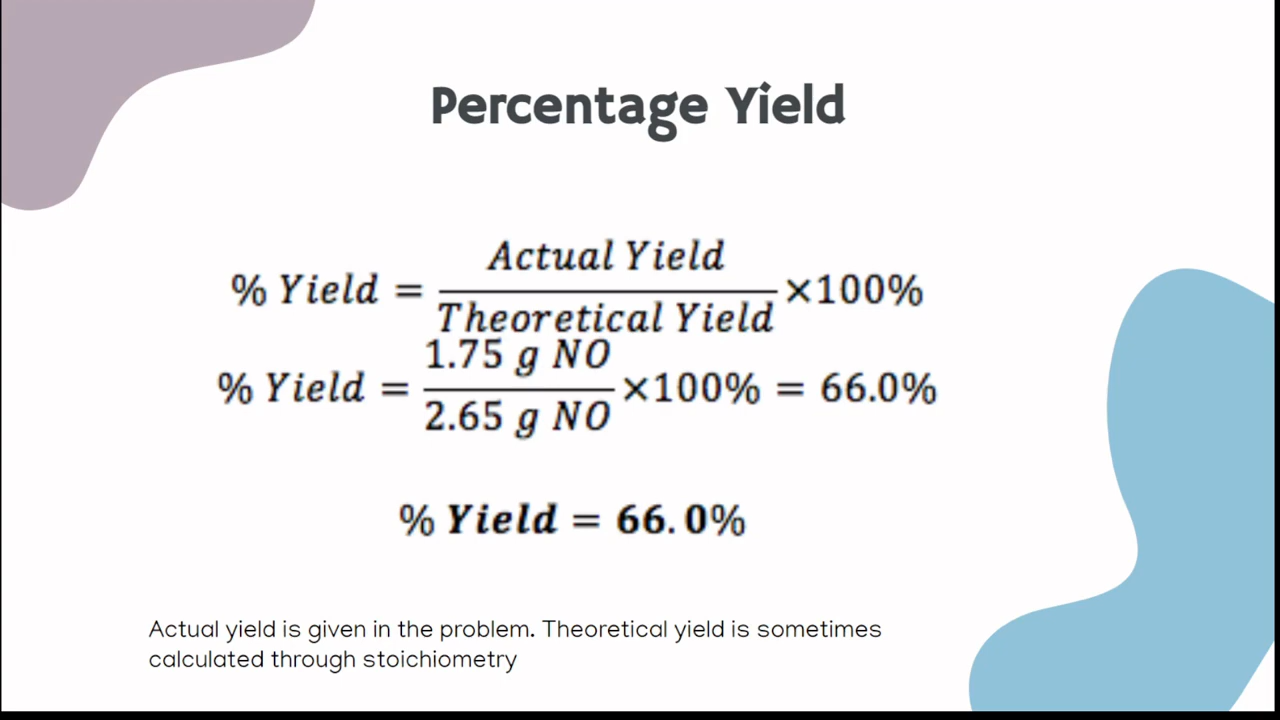 Percentage Yield
% Yield = Actual Yield / Theoretical Yield ×100%
% Yield = 1.75 g NO / 2.65 g NO ×100% = 66.0%
% Yield = 66.0%
Actual yield is given in the problem. Theoretical yield is sometimes
calculated through stoichiometry